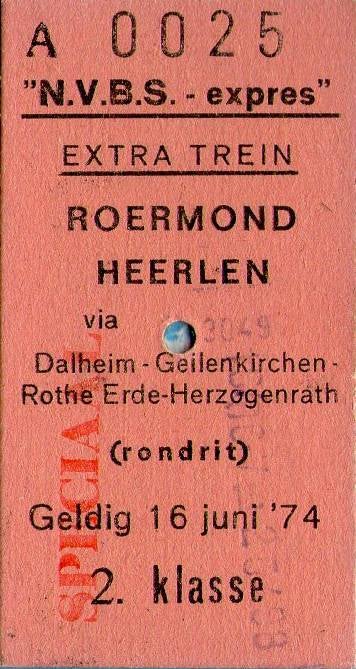 A 0025
"N.V.B.S. - expres"
EXTRA TREIN
ROERMOND
HEERLEN
via
3049
Dalheim - Geilenkirchen -
Rothe Erde-Herzogenrath
(rondrit)
Geldig 16 juni '74
2. klasse
SPECIAAL